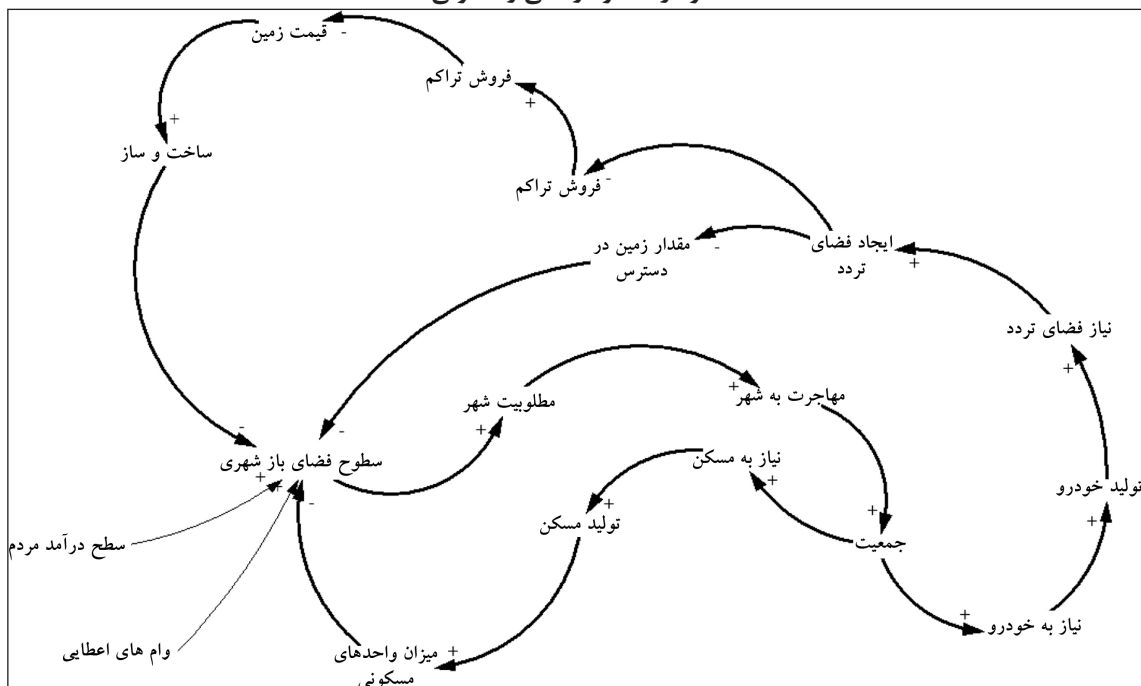 قیمت زمین
فروش تراکم
ساخت و ساز
فروش تراکم
ایجاد فضای
تردد
مقدار زمین در
دسترس
نیاز فضای تردد
مهاجرت به شهر
مطلوبیت شهر
نیاز به مسکن
سطوح فضای باز شهری
تولید خودرو
تولید مسکن
جمعیت
سطح درآمد مردم
نیاز به خودرو
وام های اعطایی
میزان واحدهای
مسکونی